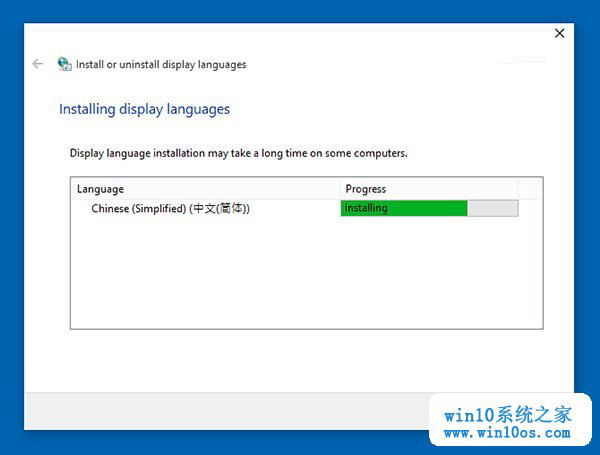 Install or uninstall display languages
Installing display languages
Display language installation may take a long time on some computers.
Language Progress
Chinese (Simplified) (中文(简体)) Installing
win10系统之家
www.win10os.com